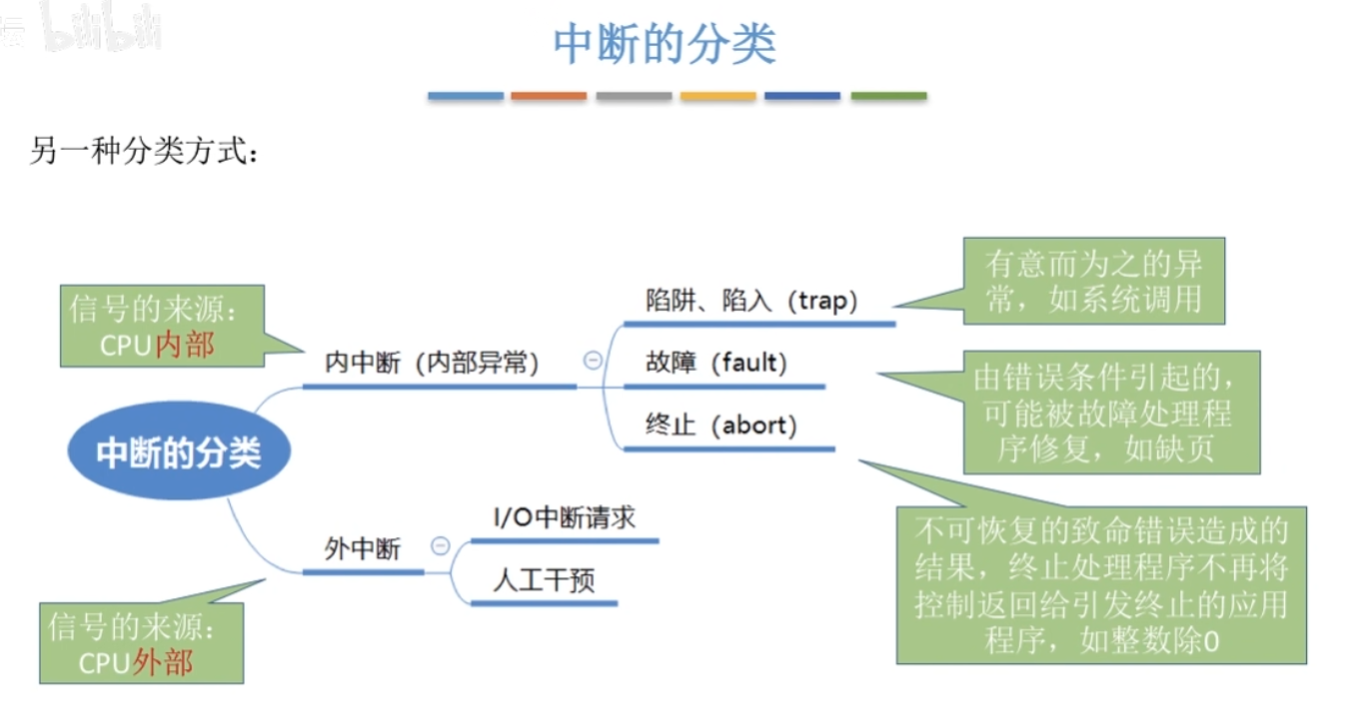 bilibili
中断的分类
另一种分类方式：
信号的来源：
CPU内部
内中断（内部异常）
陷阱、陷入（trap）
有意而为之的异
常，如系统调用
故障（fault）
由错误条件引起的，
可能被故障处理程
序修复，如缺页
终止（abort）
不可恢复的致命错误造成的
结果，终止处理程序不再将
控制返回给引发终止的应用
程序，如整数除0
中断的分类
外中断
I/O中断请求
人工干预
信号的来源：
CPU外部